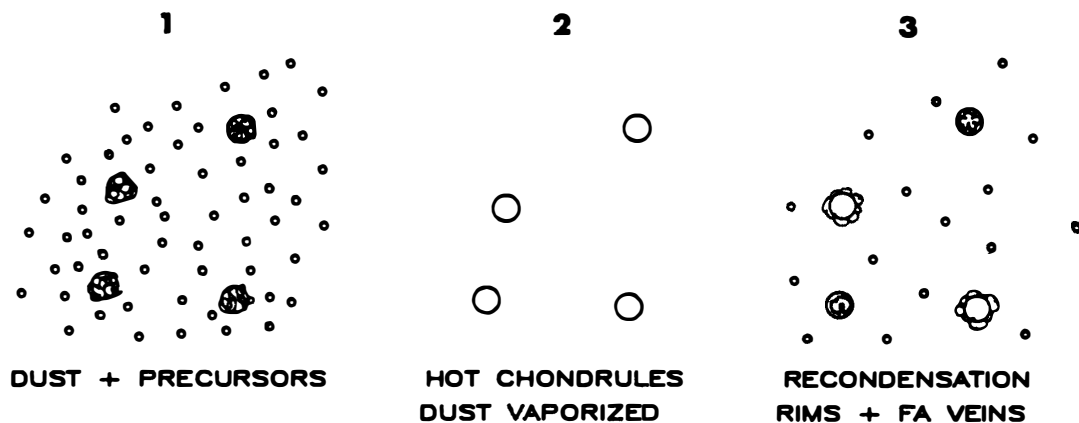 1
2
3
DUST + PRECURSORS
HOT CHONDRULES
DUST VAPORIZED
RECONDENSATION
RIMS + FA VEINS